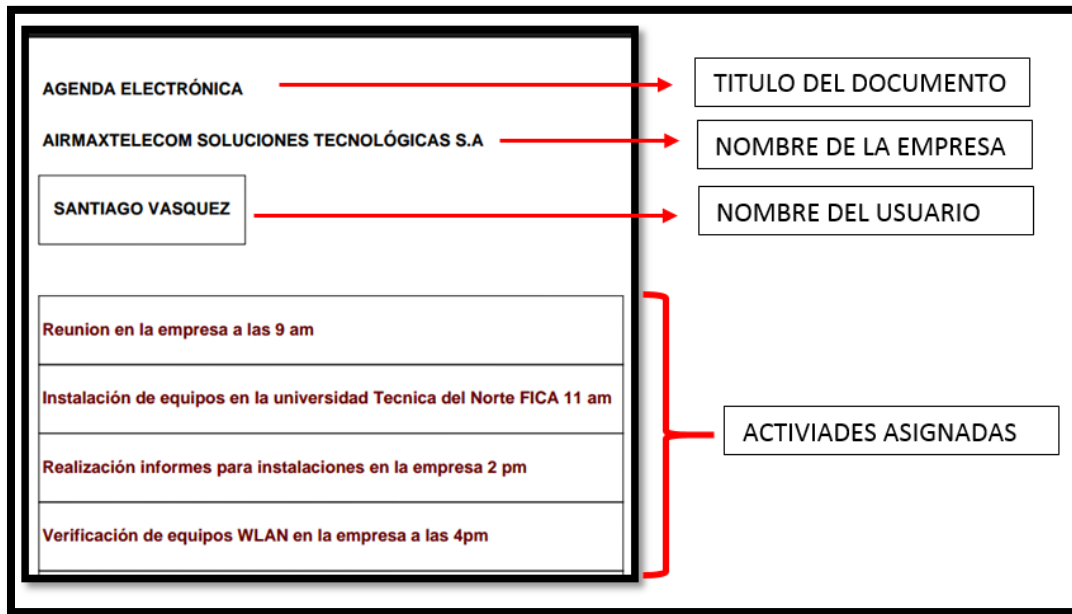 AGENDA ELECTRÓNICA
TITULO DEL DOCUMENTO
AIRMAXTELECOM SOLUCIONES TECNOLÓGICAS S.A
NOMBRE DE LA EMPRESA
SANTIAGO VASQUEZ
NOMBRE DEL USUARIO
Reunion en la empresa a las 9 am
Instalación de equipos en la universidad Tecnica del Norte FICA 11 am
Realización informes para instalaciones en la empresa 2 pm
Verificación de equipos WLAN en la empresa a las 4pm
ACTIVIADES ASIGNADAS